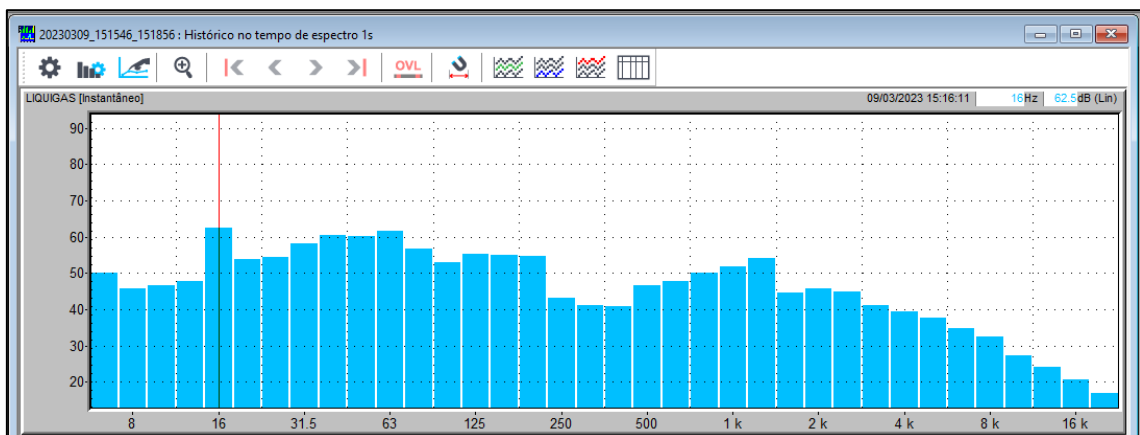 20230309_151546_151856 : Histórico no tempo de espectro 1s
OVL
LIQUIGAS [Instantâneo] 09/03/2023 15:16:11 16Hz 62.5dB (Lin)
90
80
70
60
50
40
30
20
8 16 31.5 63 125 250 500 1 k 2 k 4 k 8 k 16 k